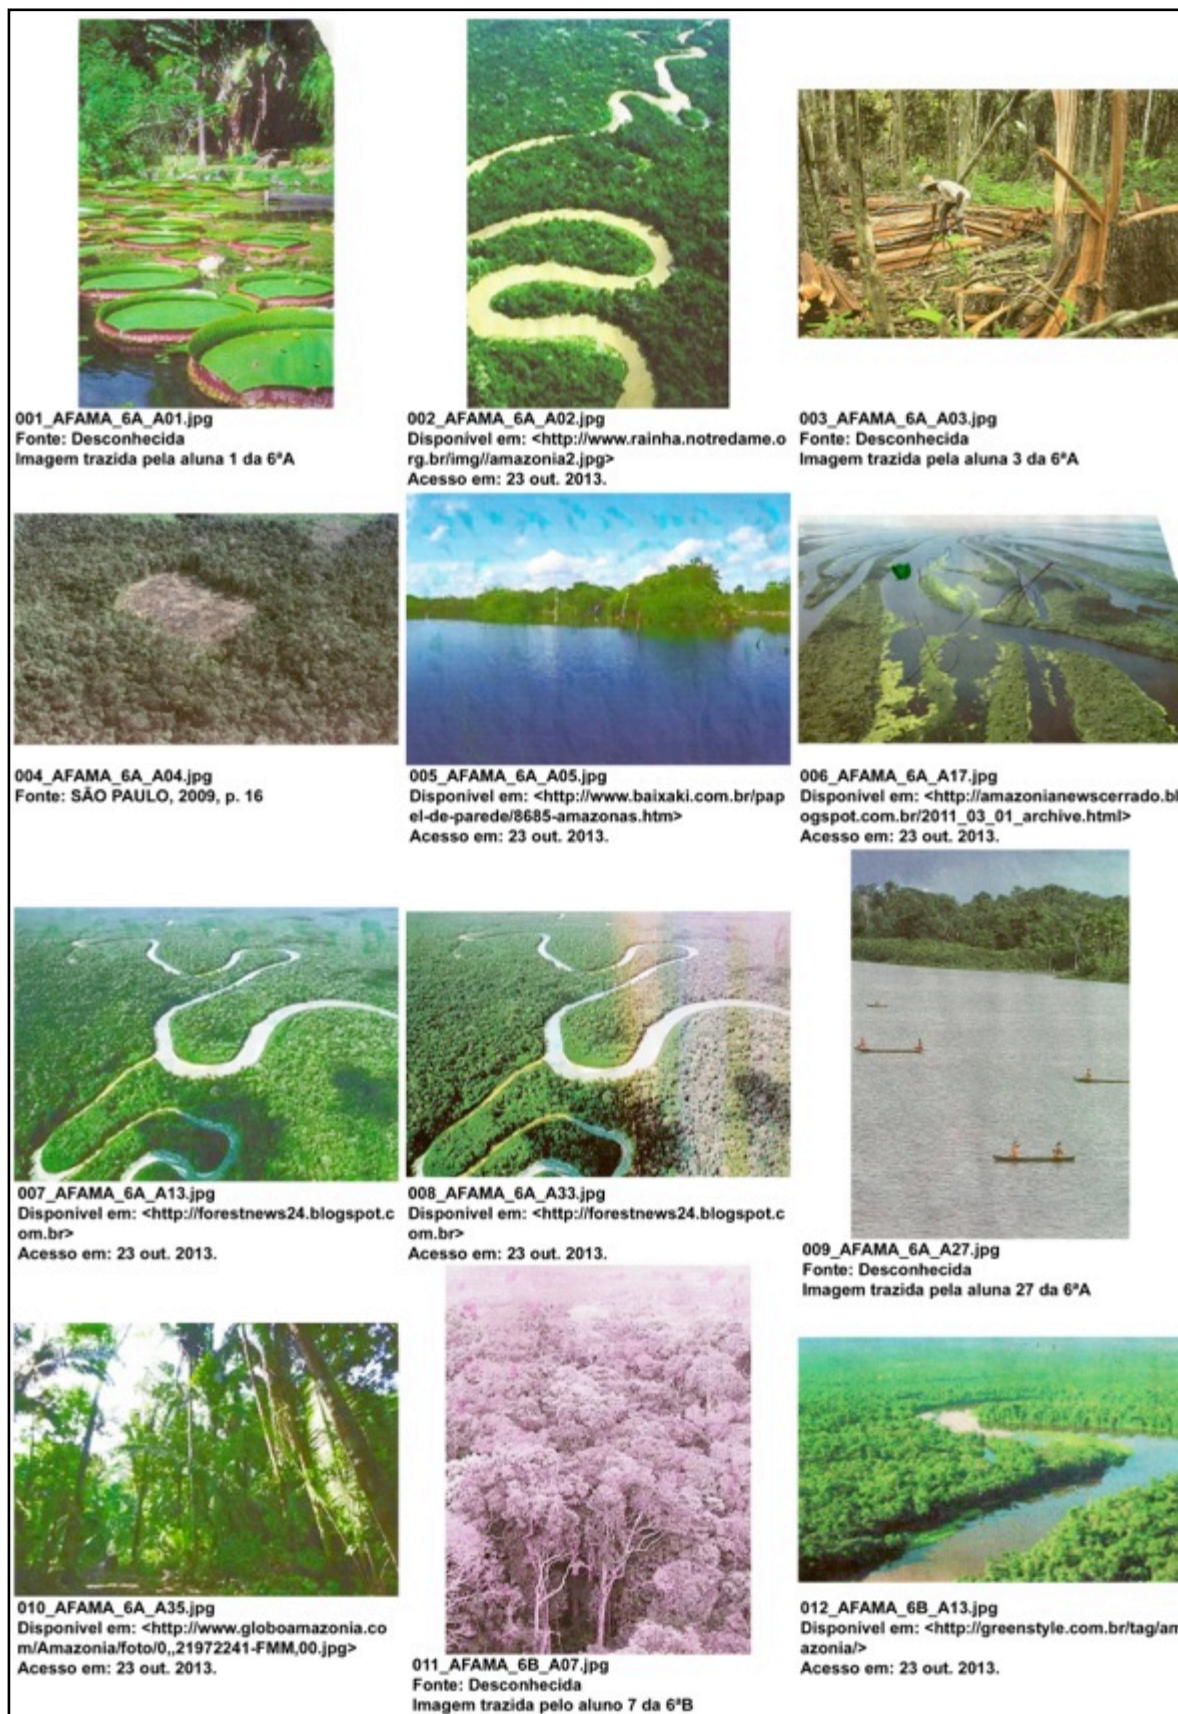 001_AFAMA_6A_A01.jpg
Fonte: Desconhecida
Imagem trazida pela aluna 1 da 6ªA
002_AFAMA_6A_A02.jpg
Disponível em: <http://www.rainha.notredame.o
rg.br/img//amazonia2.jpg>
Acesso em: 23 out. 2013.
003_AFAMA_6A_A03.jpg
Fonte: Desconhecida
Imagem trazida pela aluna 3 da 6ªA
004_AFAMA_6A_A04.jpg
Fonte: SÃO PAULO, 2009, p. 16
005_AFAMA_6A_A05.jpg
Disponível em: <http://www.baixaki.com.br/pap
el-de-parede/8685-amazonas.htm>
Acesso em: 23 out. 2013.
006_AFAMA_6A_A17.jpg
Disponível em: <http://amazonianewscerrado.bl
ogspot.com.br/2011_03_01_archive.html>
Acesso em: 23 out. 2013.
007_AFAMA_6A_A13.jpg
Disponível em: <http://forestnews24.blogspot.c
om.br>
Acesso em: 23 out. 2013.
008_AFAMA_6A_A33.jpg
Disponível em: <http://forestnews24.blogspot.c
om.br>
Acesso em: 23 out. 2013.
009_AFAMA_6A_A27.jpg
Fonte: Desconhecida
Imagem trazida pela aluna 27 da 6ªA
010_AFAMA_6A_A35.jpg
Disponível em: <http://www.globoamazonia.co
m/Amazonia/foto/0,,21972241-FMM,00.jpg>
Acesso em: 23 out. 2013.
011_AFAMA_6B_A07.jpg
Fonte: Desconhecida
Imagem trazida pelo aluno 7 da 6ªB
012_AFAMA_6B_A13.jpg
Disponível em: <http://greenstyle.com.br/tag/am
azonia/>
Acesso em: 23 out. 2013.